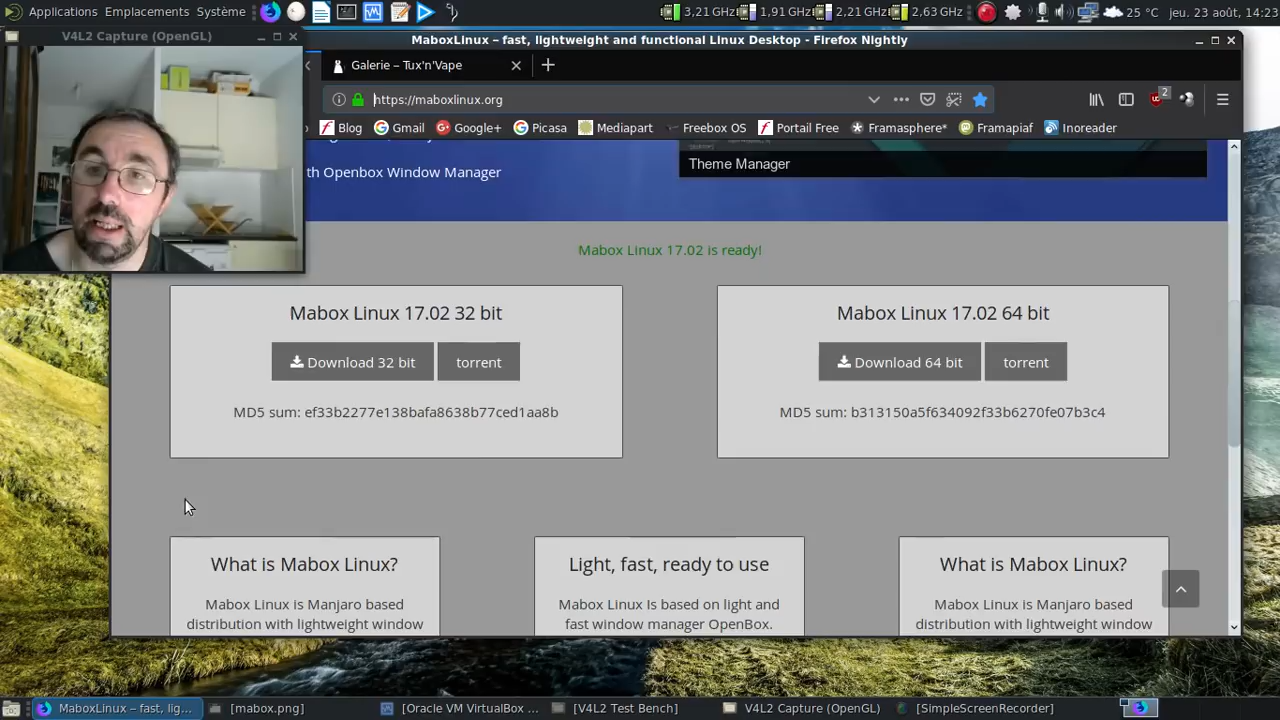 Applications Emplacements Système 3,21 GHz 1,91 GHz 2,21 GHz 2,63 GHz 25 °C jeu. 23 août, 14:23
V4L2 Capture (OpenGL)
MaboxLinux – fast, lightweight and functional Linux Desktop - Firefox Nightly
Galerie – Tux'n'Vape
https://maboxlinux.org
2
Blog Gmail Google+ Picasa Mediapart Freebox OS Portail Free Framasphere* Framapiaf Inoreader
th Openbox Window Manager
Theme Manager
Mabox Linux 17.02 is ready!
Mabox Linux 17.02 32 bit
Download 32 bit torrent
MD5 sum: ef33b2277e138bafa8638b77ced1aa8b
Mabox Linux 17.02 64 bit
Download 64 bit torrent
MD5 sum: b313150a5f634092f33b6270fe07b3c4
What is Mabox Linux?
Mabox Linux is Manjaro based
distribution with lightweight window
Light, fast, ready to use
Mabox Linux Is based on light and
fast window manager OpenBox.
What is Mabox Linux?
Mabox Linux is Manjaro based
distribution with lightweight window
MaboxLinux – fast, lig... [mabox.png] [Oracle VM VirtualBox ... [V4L2 Test Bench] V4L2 Capture (OpenGL) [SimpleScreenRecorder]